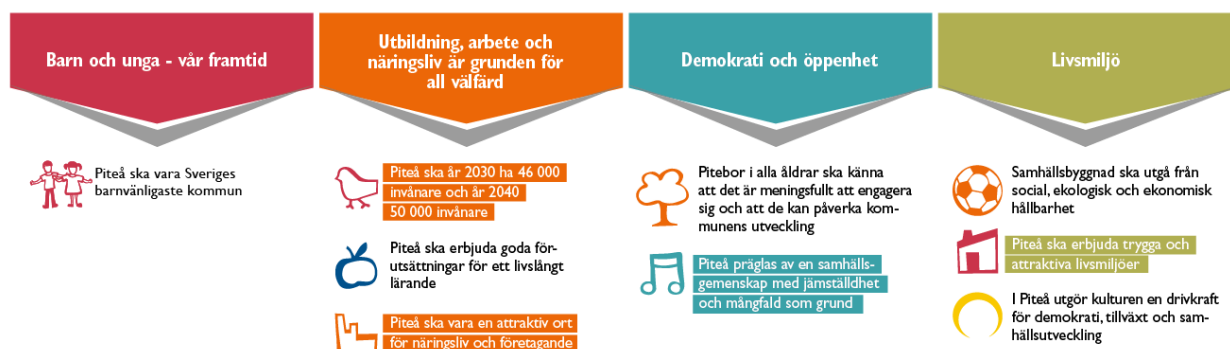 Barn och unga - vår framtid
Piteå ska vara Sveriges
barnvänligaste kommun
Utbildning, arbete och
näringsliv är grunden för
all välfärd
Piteå ska år 2030 ha 46 000
invånare och år 2040
50 000 invånare
Piteå ska erbjuda goda för-
utsättningar för ett livslångt
lärande
Piteå ska vara en attraktiv ort
för näringsliv och företagande
Demokrati och öppenhet
Pitebor i alla åldrar ska känna
att det är meningsfullt att engagera
sig och att de kan påverka kom-
munens utveckling
Piteå präglas av en samhälls-
gemenskap med jämställdhet
och mångfald som grund
Livsmiljö
Samhällsbyggnad ska utgå från
social, ekologisk och ekonomisk
hållbarhet
Piteå ska erbjuda trygga och
attraktiva livsmiljöer
I Piteå utgör kulturen en drivkraft
för demokrati, tillväxt och sam-
hällsutveckling